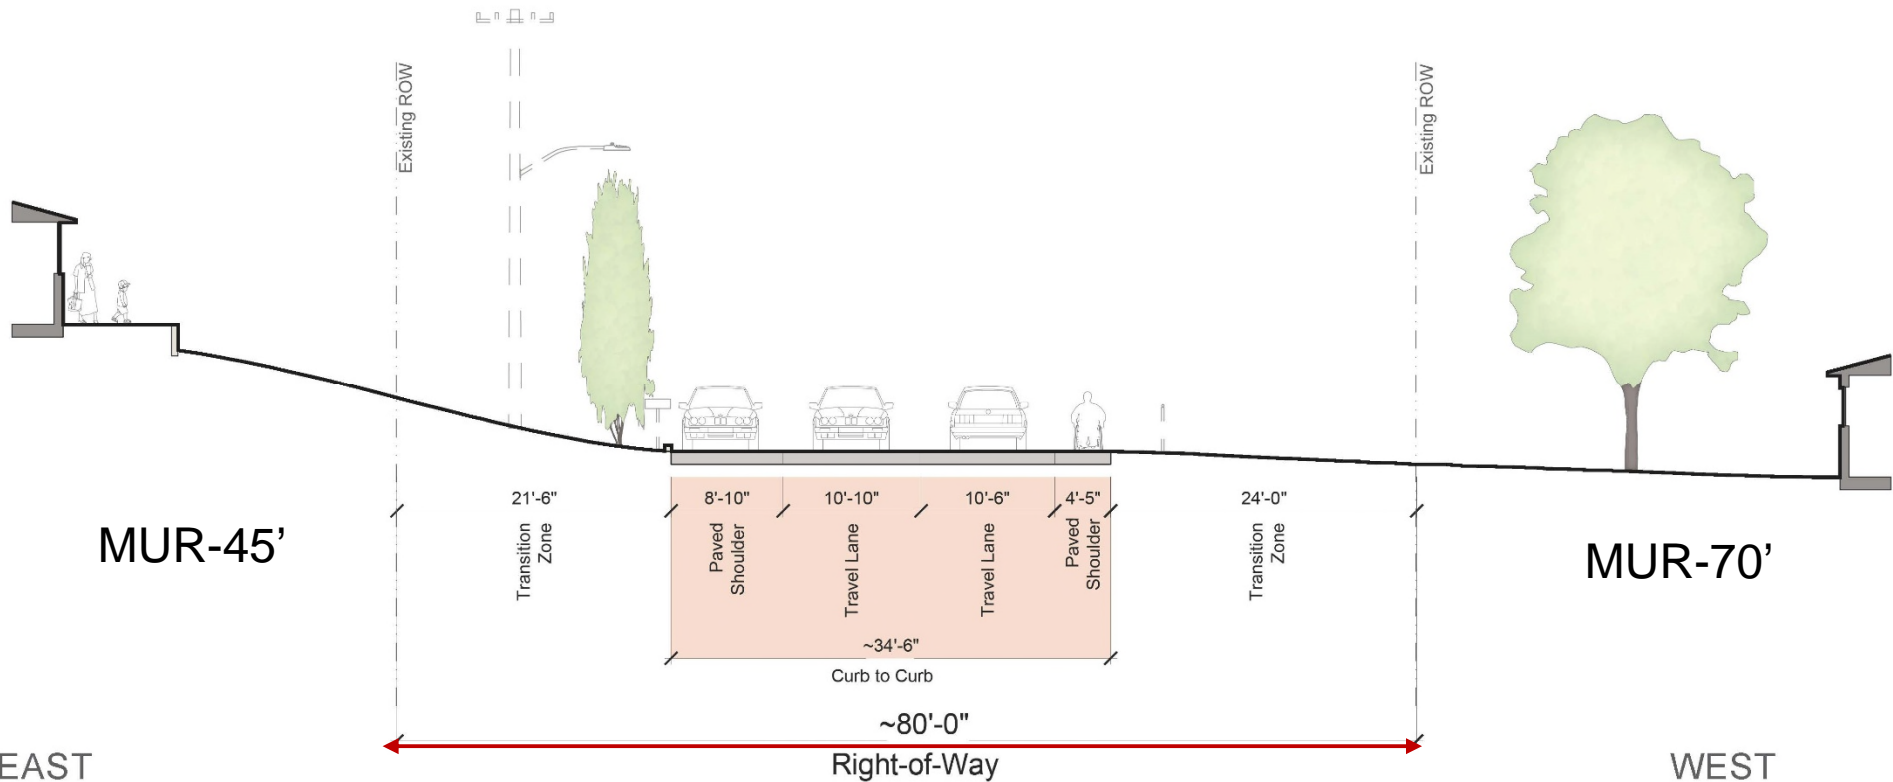 Existing ROW
Existing ROW
21'-6"
8'-10"
10'-10"
10'-6"
4'-5"
24'-0"
Transition
Zone
Paved
Shoulder
Travel Lane
Travel Lane
Paved
Shoulder
Transition
Zone
MUR-45’
MUR-70’
~34'-6"
Curb to Curb
~80'-0"
Right-of-Way
EAST
WEST